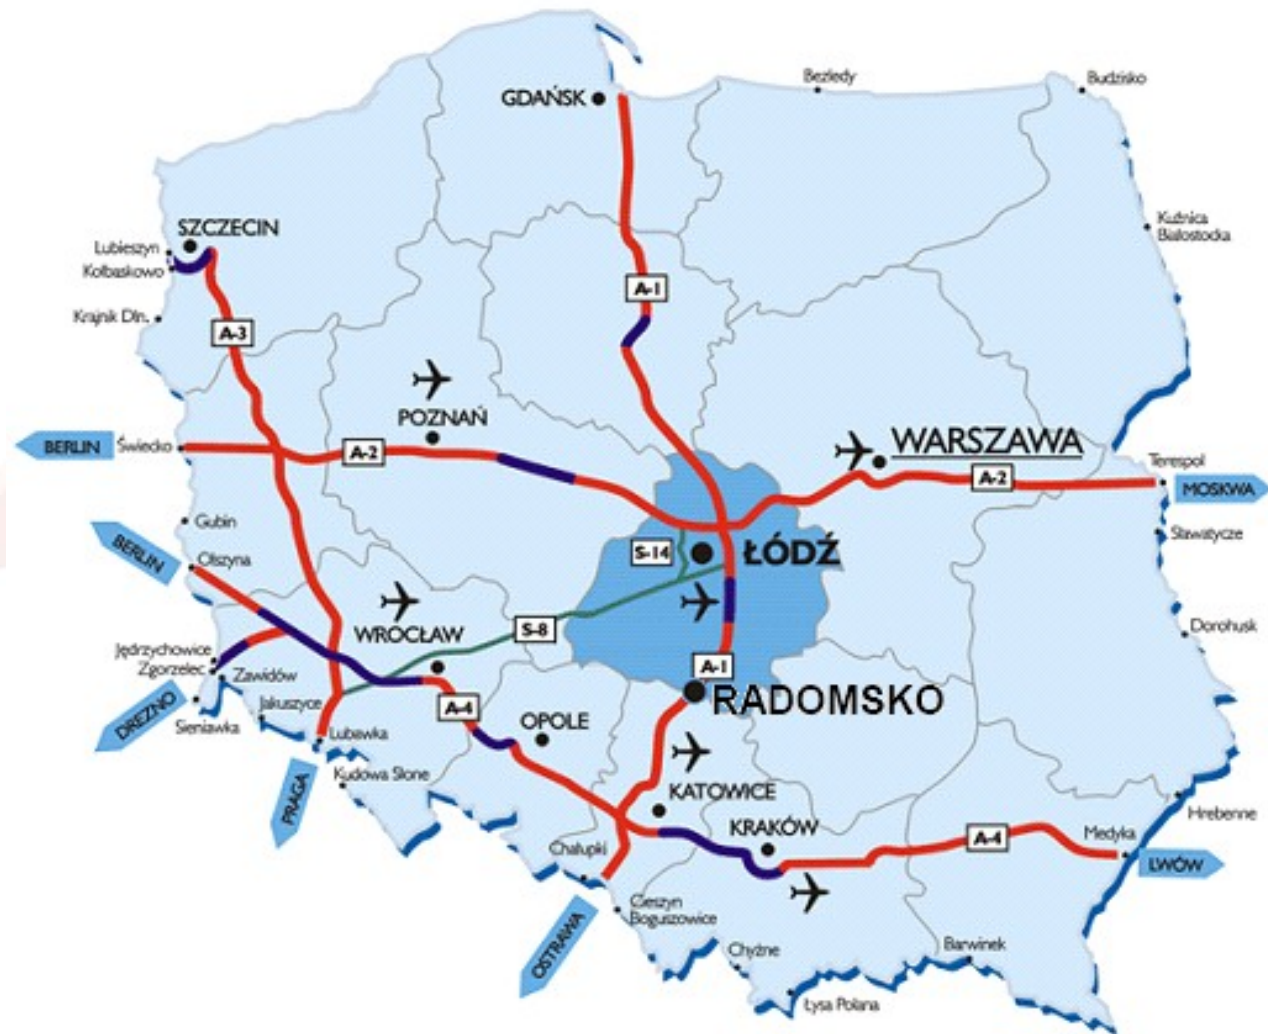 Bezledy
Budzisko
GDAŃSK
Kuźnica
Białostocka
SZCZECIN
Lubieszyn
Kołbaskowo
A-1
Krajnik Dln.
A-3
POZNAŃ
WARSZAWA
BERLIN
Świecko
A-2
A-2
Terespol
MOSKWA
Gubin
Sławatycze
BERLIN
Olszyna
S-14
ŁÓDŹ
S-8
WROCŁAW
Dorohusk
Jędrzychowice
Zgorzelec
Zawidów
A-1
DREZNO
Sieniawka
Jakuszyce
A-4
RADOMSKO
Lubawka
OPOLE
PRAGA
Kudowa Słone
KATOWICE
Hrebenne
KRAKÓW
A-4
Medyka
LWÓW
Chałupki
OSTRAWA
Cieszyn
Boguszowice
Chyżne
Barwinek
Łysa Polana